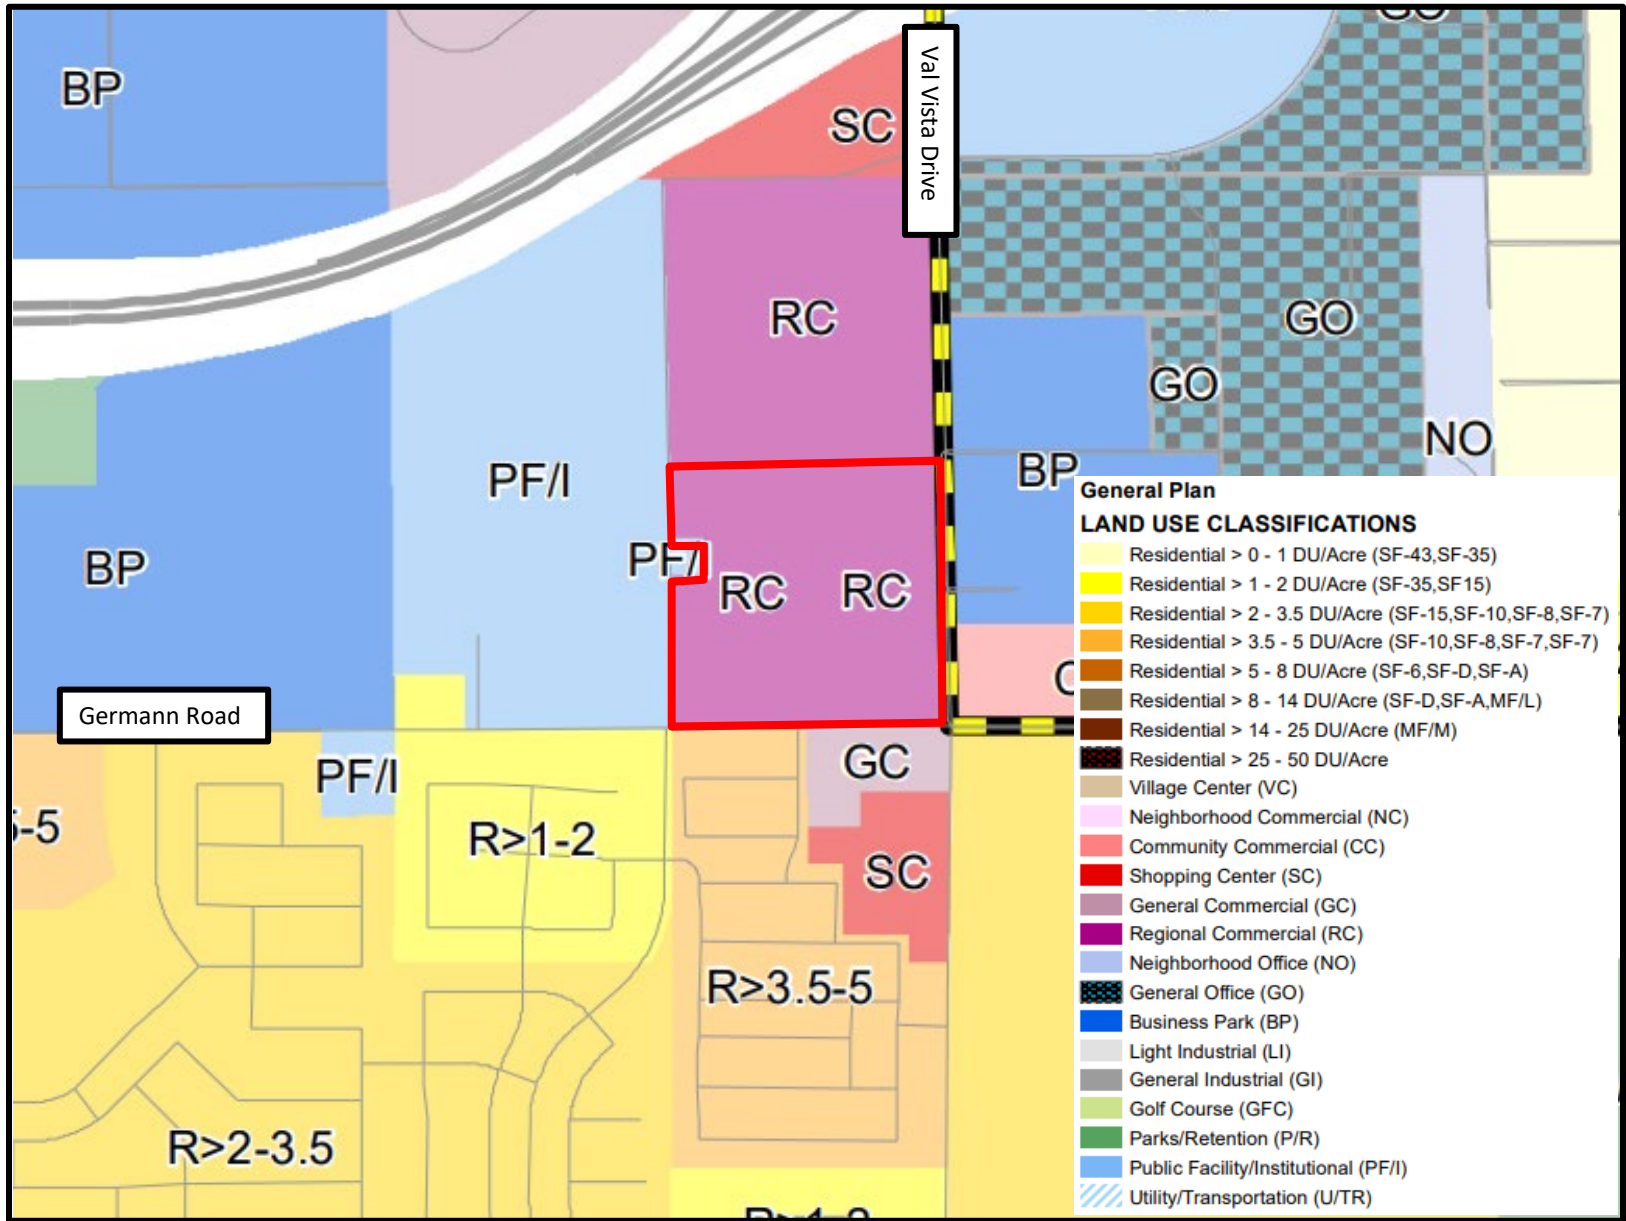 GO
BP
SC
Val Vista Drive
RC
GO
GO
NO
BP
PF/I
PF/
BP
RC
RC
C
Germann Road
GC
PF/I
5-5
R>1-2
SC
R>3.5-5
R>2-3.5
R>1-2
General Plan
LAND USE CLASSIFICATIONS
Residential > 0 - 1 DU/Acre (SF-43,SF-35)
Residential > 1 - 2 DU/Acre (SF-35,SF15)
Residential > 2 - 3.5 DU/Acre (SF-15,SF-10,SF-8,SF-7)
Residential > 3.5 - 5 DU/Acre (SF-10,SF-8,SF-7,SF-7)
Residential > 5 - 8 DU/Acre (SF-6,SF-D,SF-A)
Residential > 8 - 14 DU/Acre (SF-D,SF-A,MF/L)
Residential > 14 - 25 DU/Acre (MF/M)
Residential > 25 - 50 DU/Acre
Village Center (VC)
Neighborhood Commercial (NC)
Community Commercial (CC)
Shopping Center (SC)
General Commercial (GC)
Regional Commercial (RC)
Neighborhood Office (NO)
General Office (GO)
Business Park (BP)
Light Industrial (LI)
General Industrial (GI)
Golf Course (GFC)
Parks/Retention (P/R)
Public Facility/Institutional (PF/I)
Utility/Transportation (U/TR)